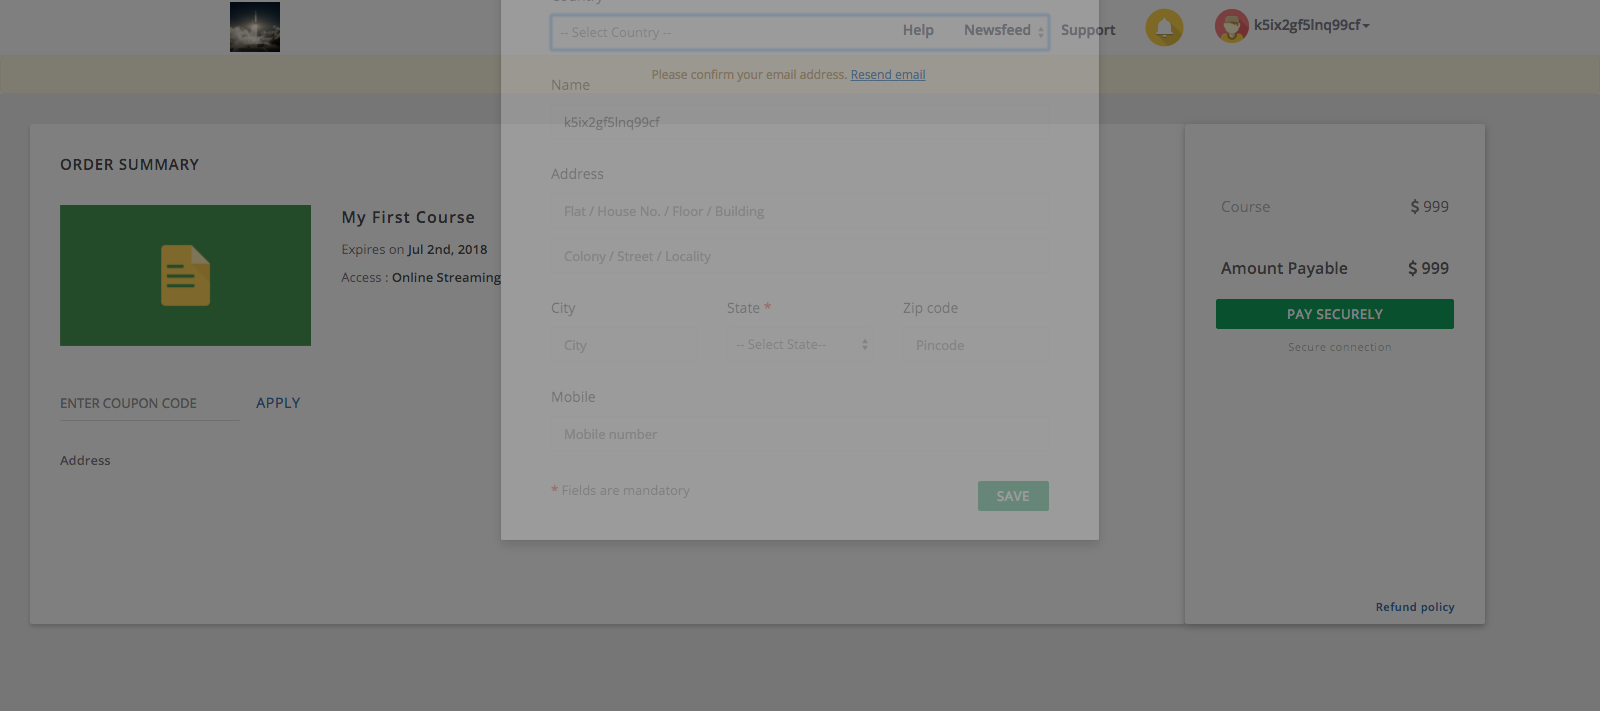 Country
-- Select Country --
Help
Newsfeed
Support
k5ix2gf5lnq99cf
Please confirm your email address. Resend email
Name
k5ix2gf5lnq99cf
ORDER SUMMARY
My First Course
Expires on Jul 2nd, 2018
Access : Online Streaming
ENTER COUPON CODE
APPLY
Address
Address
Flat / House No. / Floor / Building
Colony / Street / Locality
City
State *
Zip code
City
-- Select State--
Pincode
Mobile
Mobile number
* Fields are mandatory
SAVE
Course
$ 999
Amount Payable
$ 999
PAY SECURELY
Secure connection
Refund policy